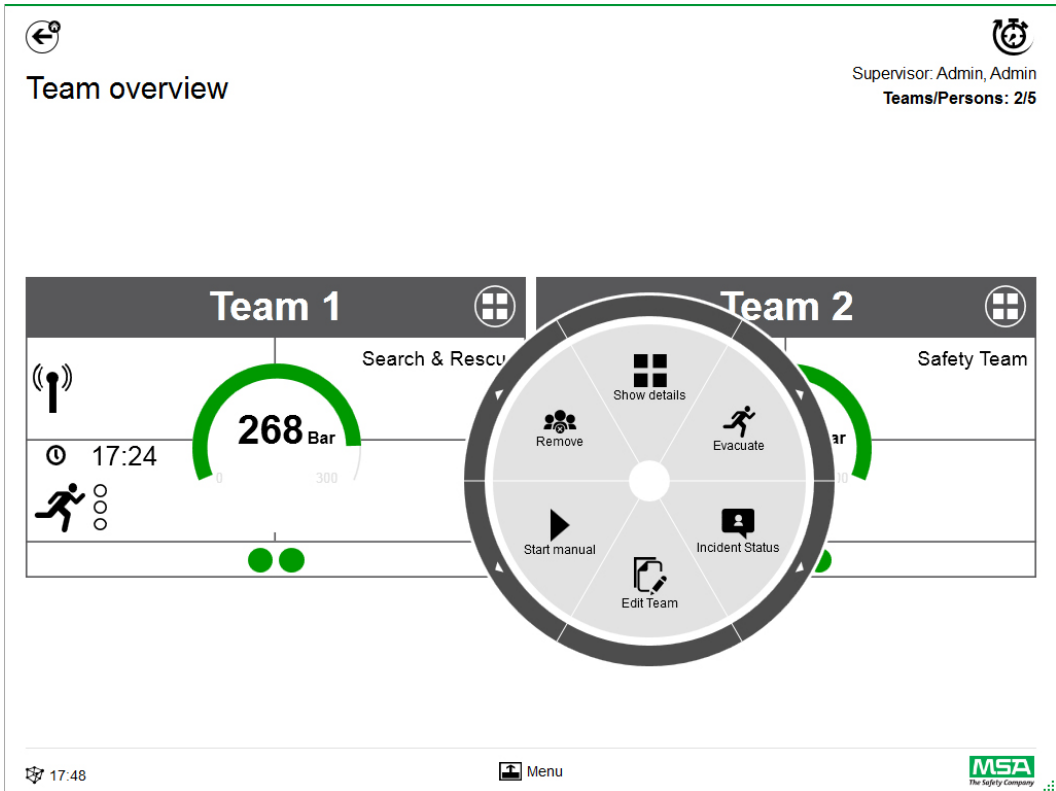 Supervisor: Admin, Admin
Team overview
Teams/Persons: 2/5
Team 1
Team 2
Search & Rescu
Safety Team
Show details
268 Bar
Remove
Evacuate
ar
17:24
0
300
Start manual
Incident Status
Edit Team
17:48
Menu
MSA
The Safety Company